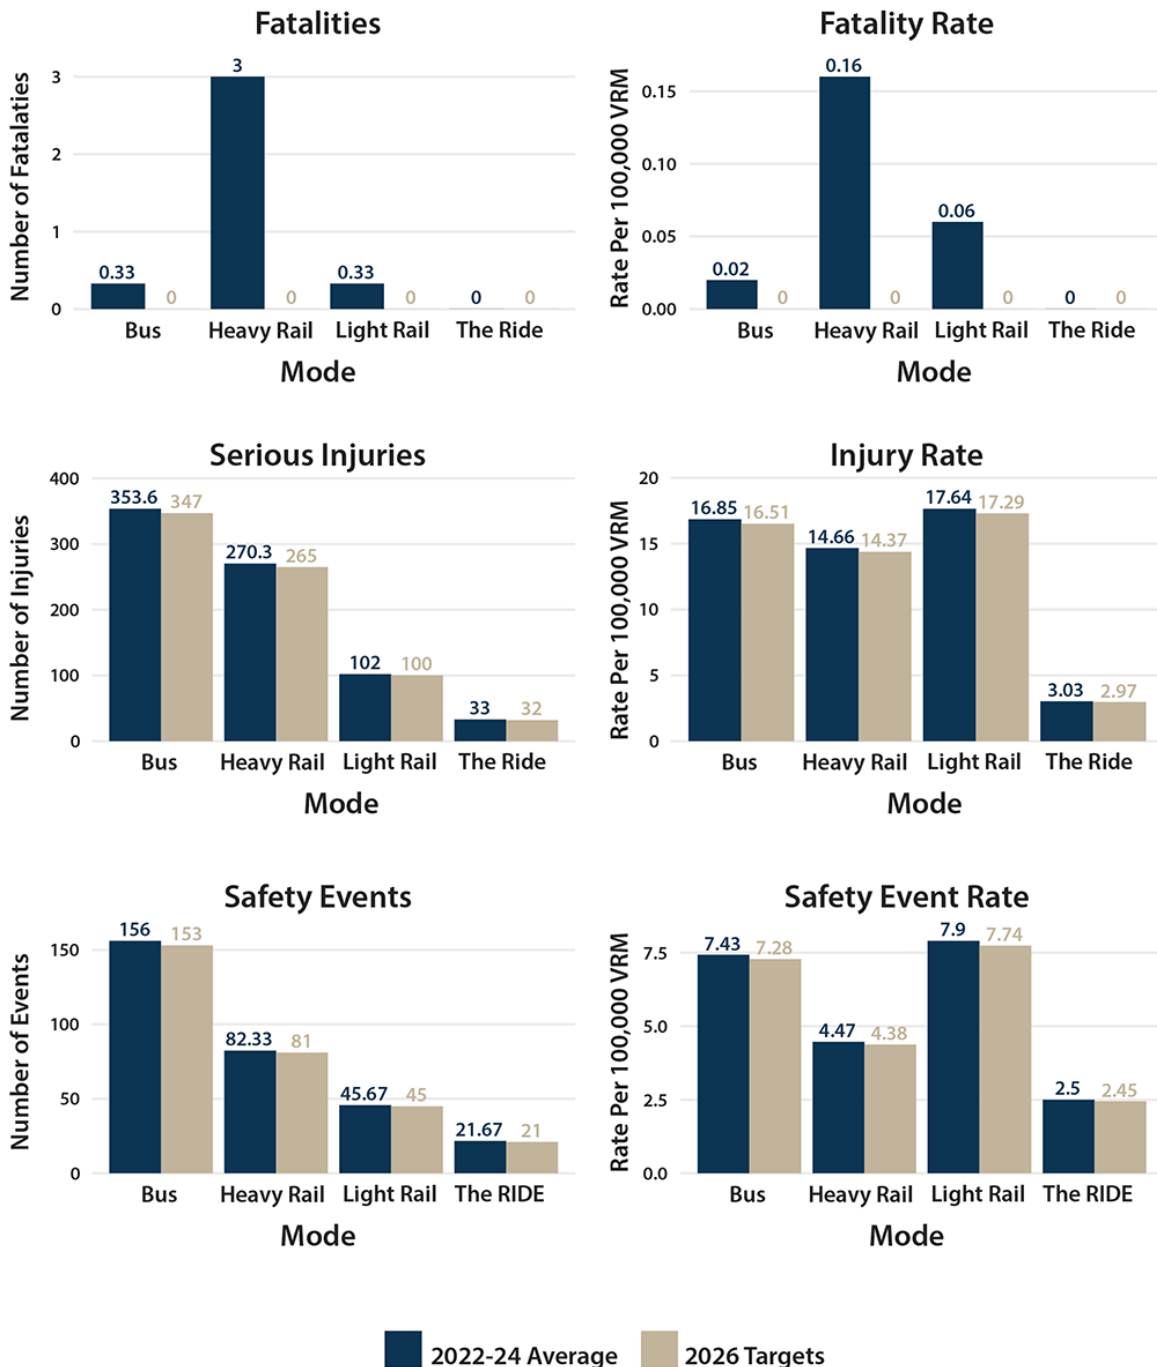 Fatalities
Number of Fatalaties
3
2
1
0
0.33
0
3
0
0.33
0
0
0
Bus
Heavy Rail
Light Rail
The Ride
Mode
Fatality Rate
Rate Per 100,000 VRM
0.15
0.10
0.05
0.00
0.02
0
0.16
0
0.06
0
0
0
Bus
Heavy Rail
Light Rail
The Ride
Mode
Serious Injuries
Number of Injuries
400
300
200
100
0
353.6
347
270.3
265
102
100
33
32
Bus
Heavy Rail
Light Rail
The Ride
Mode
Injury Rate
Rate Per 100,000 VRM
20
15
10
5
0
16.85
16.51
14.66
14.37
17.64
17.29
3.03
2.97
Bus
Heavy Rail
Light Rail
The Ride
Mode
Safety Events
Number of Events
150
100
50
0
156
153
82.33
81
45.67
45
21.67
21
Bus
Heavy Rail
Light Rail
The RIDE
Mode
Safety Event Rate
Rate Per 100,000 VRM
7.5
5.0
2.5
0.0
7.43
7.28
4.47
4.38
7.9
7.74
2.5
2.45
Bus
Heavy Rail
Light Rail
The RIDE
Mode
2022-24 Average
2026 Targets